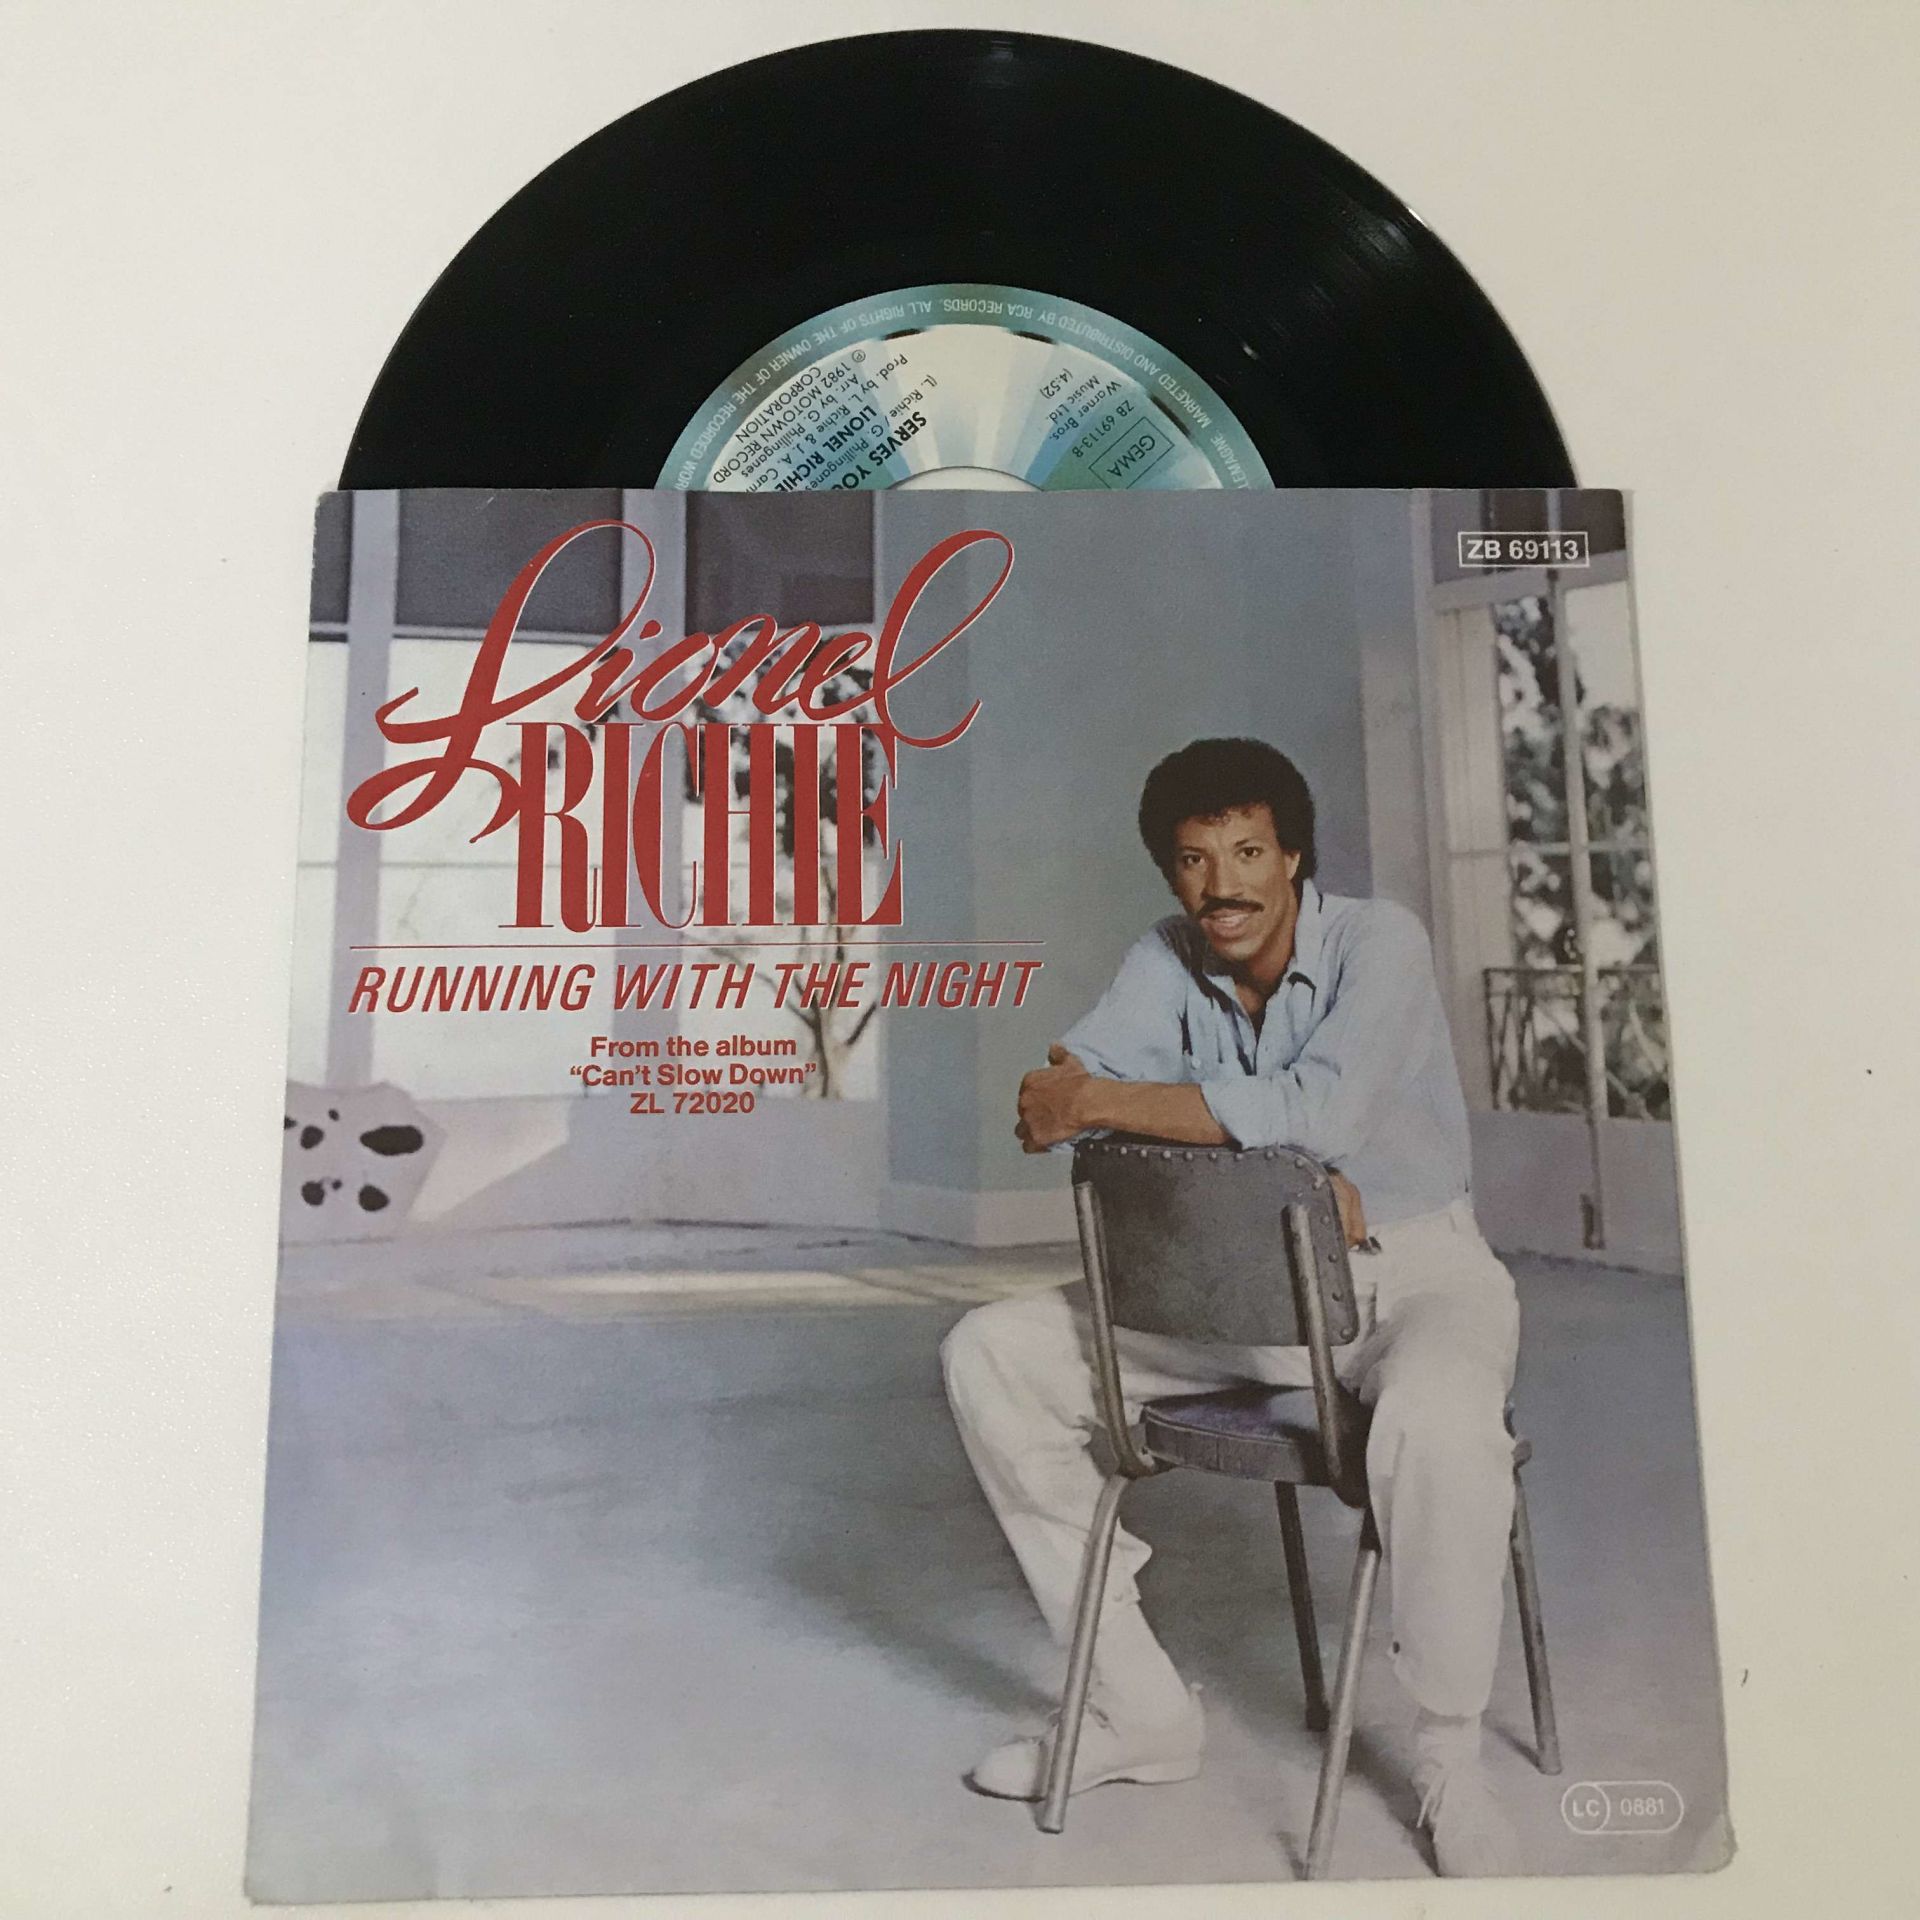 MARKETED AND DISTRIBUTED BY RCA RECORDS. ALL RIGHTS OF THE OWNER OF THE RECORDED
GEMA
ZB 69113-B
Warner Bros.
Music Ltd.
(4:52)
SERVES
(L. Richie / G. Phillinganes
LIONEL RICHIE
Prod. by L. Richie & J. A.
Arr. by G. Phillinganes
℗ 1982 MOTOWN RECORD
CORPORATION
ZB 69113
Lionel
RICHIE
RUNNING WITH THE NIGHT
From the album
“Can’t Slow Down”
ZL 72020
LC 0881